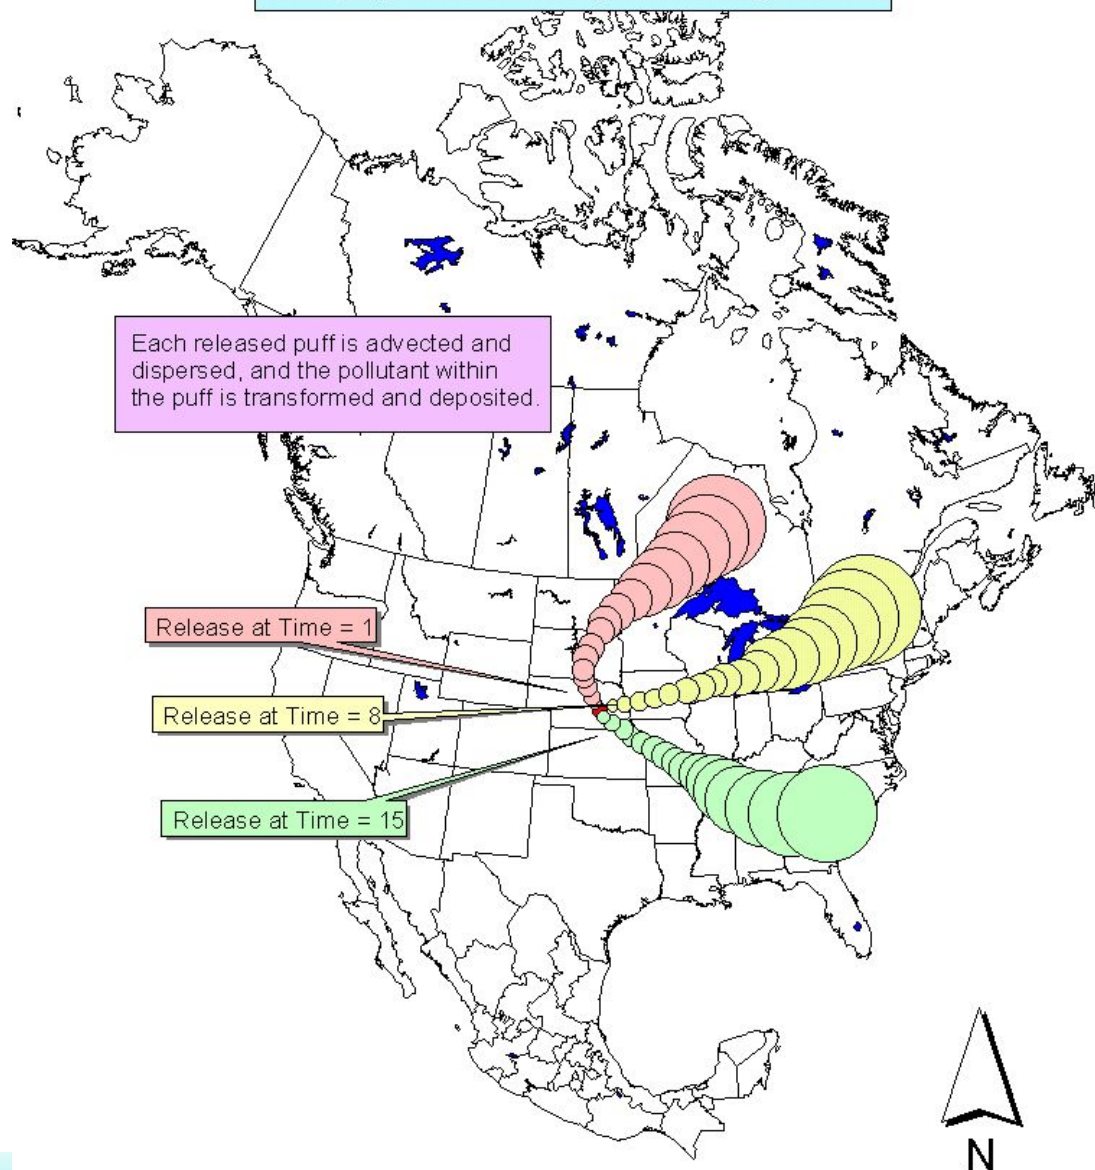 Each released puff is advected and
dispersed, and the pollutant within
the puff is transformed and deposited.
Release at Time = 1
Release at Time = 8
Release at Time = 15
N